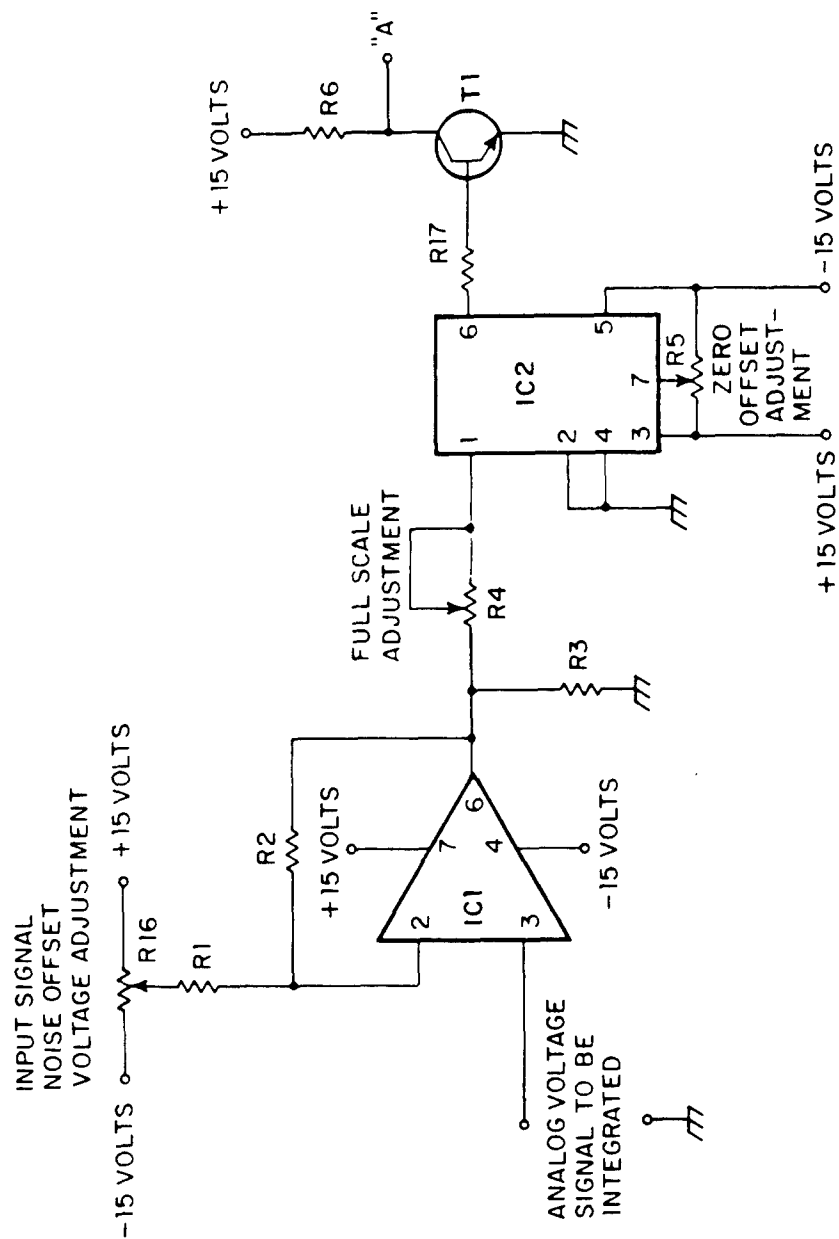 INPUT SIGNAL
NOISE OFFSET
VOLTAGE ADJUSTMENT
-15 VOLTS
+15 VOLTS
R16
R1
R2
+15 VOLTS
7
2
IC1
6
3
4
-15 VOLTS
ANALOG VOLTAGE
SIGNAL TO BE
INTEGRATED
R3
FULL SCALE
ADJUSTMENT
R4
1
6
IC2
2
4
3
7
5
R17
+15 VOLTS
R6
"A"
T1
R5
ZERO
OFFSET
ADJUST-
MENT
+15 VOLTS
-15 VOLTS